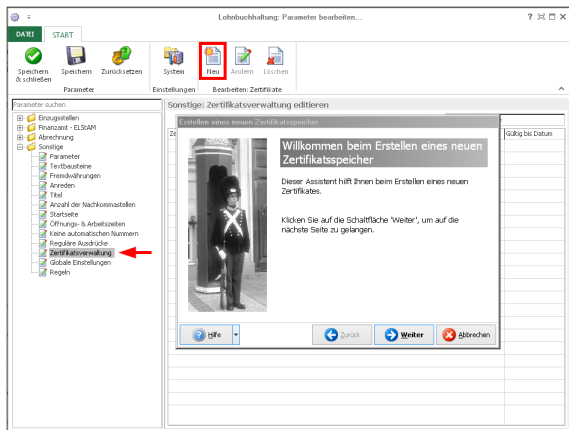 Lohnbuchhaltung: Parameter bearbeiten...
DATEI START
Speichern & schließen
Speichern
Zurücksetzen
System
Neu
Ändern
Löschen
Parameter
Einstellungen
Bearbeiten: Zertifikate
Parameter suchen
Einzugsstellen
Finanzamt - ELStAM
Abrechnung
Sonstige
Parameter
Textbausteine
Fremdwährungen
Anreden
Titel
Anzahl der Nachkommastellen
Startseite
Öffnungs- & Arbeitszeiten
Keine automatischen Nummern
Reguläre Ausdrücke
Zertifikatsverwaltung
Globale Einstellungen
Regeln
Sonstige: Zertifikatsverwaltung editieren
Gültig bis Datum
Erstellen eines neuen Zertifikatsspeicher
Willkommen beim Erstellen eines neuen
Zertifikatsspeicher
Dieser Assistent hilft Ihnen beim Erstellen eines neuen
Zertifikates.
Klicken Sie auf die Schaltfläche 'Weiter', um auf die
nächste Seite zu gelangen.
Hilfe
Zurück
Weiter
Abbrechen